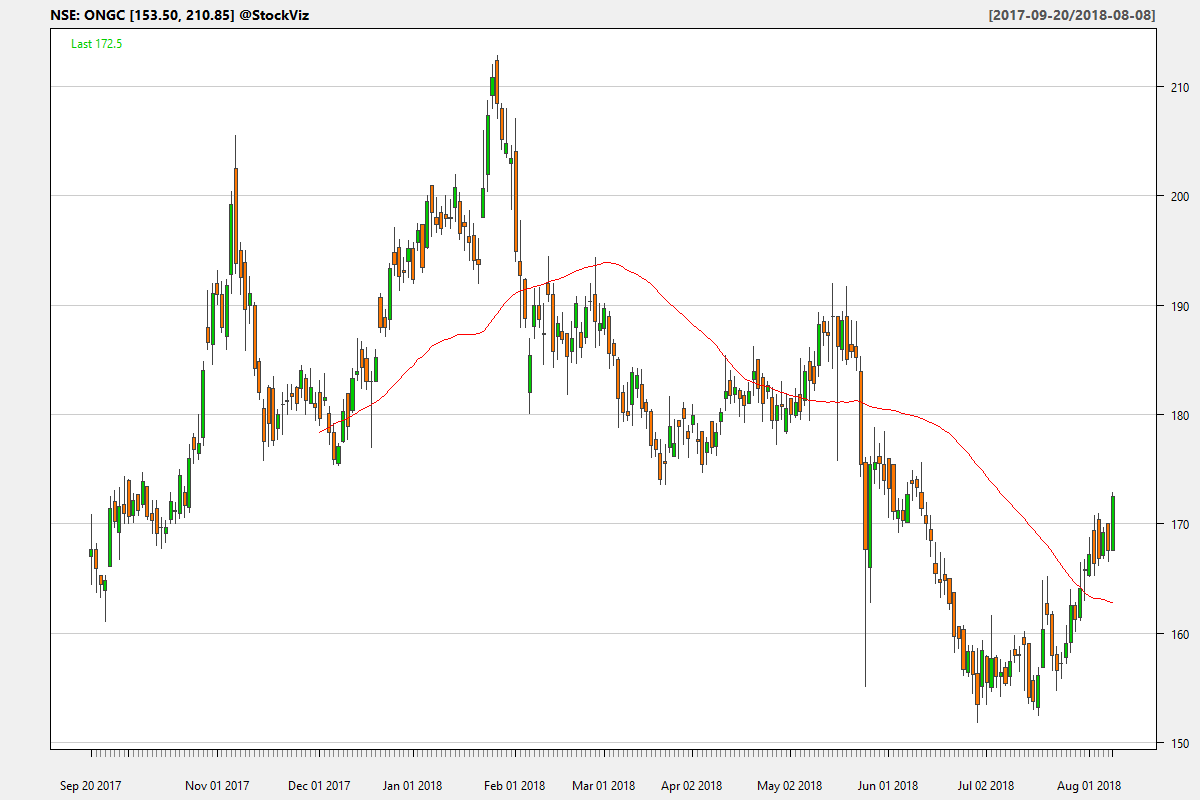 NSE: ONGC [153.50, 210.85] @StockViz
[2017-09-20/2018-08-08]
Last 172.5
210
200
190
180
170
160
150
Sep 20 2017
Nov 01 2017
Dec 01 2017
Jan 01 2018
Feb 01 2018
Mar 01 2018
Apr 02 2018
May 02 2018
Jun 01 2018
Jul 02 2018
Aug 01 2018